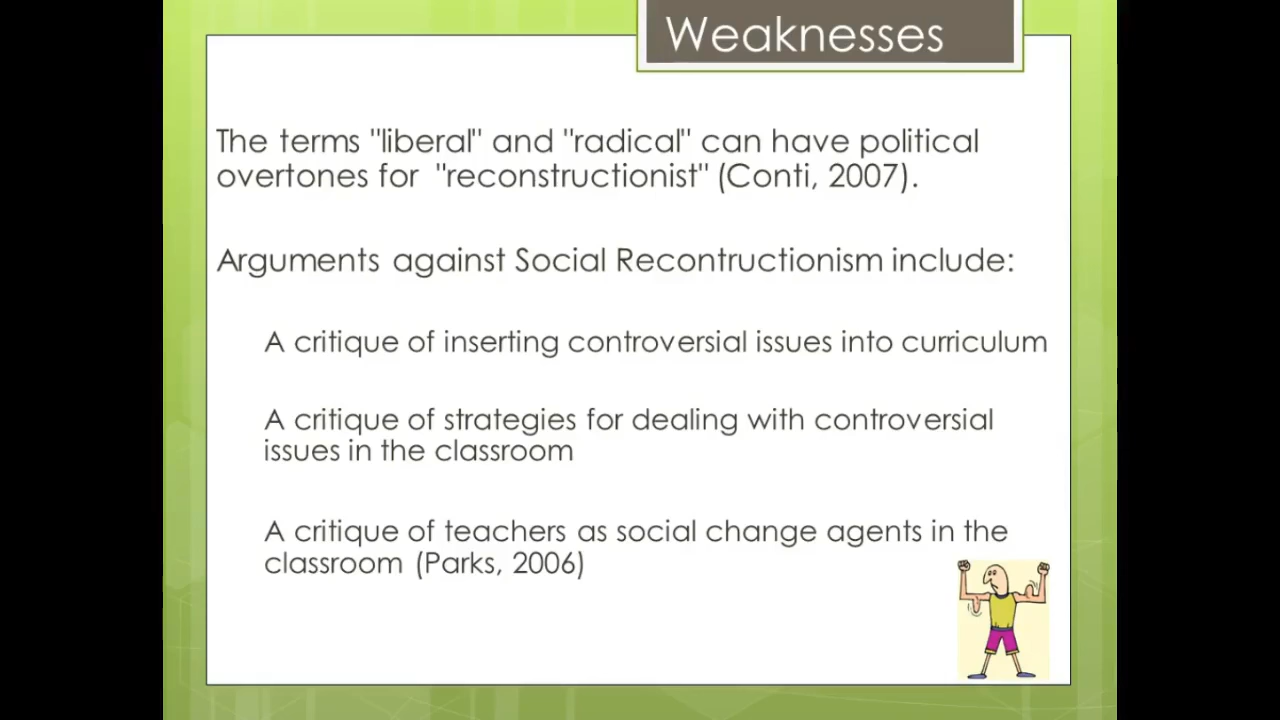 Weaknesses
The terms "liberal" and "radical" can have political
overtones for "reconstructionist" (Conti, 2007).
Arguments against Social Recontructionism include:
A critique of inserting controversial issues into curriculum
A critique of strategies for dealing with controversial
issues in the classroom
A critique of teachers as social change agents in the
classroom (Parks, 2006)